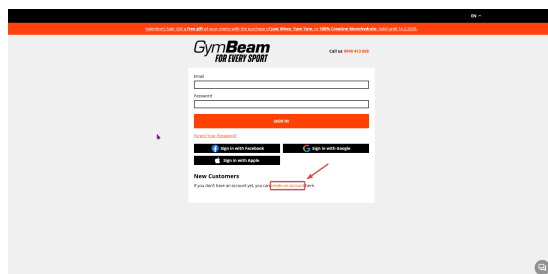 EN
Valentine's Sale: Get a free gift of your choice with the purchase of Just Whey, Yum Yum, or 100% Creatine Monohydrate. Valid until 14.2.2026.
GymBeam
FOR EVERY SPORT
Call us
Email
Password
SIGN IN
Forgot Your Password?
Sign in with Facebook
Sign in with Google
Sign in with Apple
New Customers
If you don't have an account yet, you can create an account here.